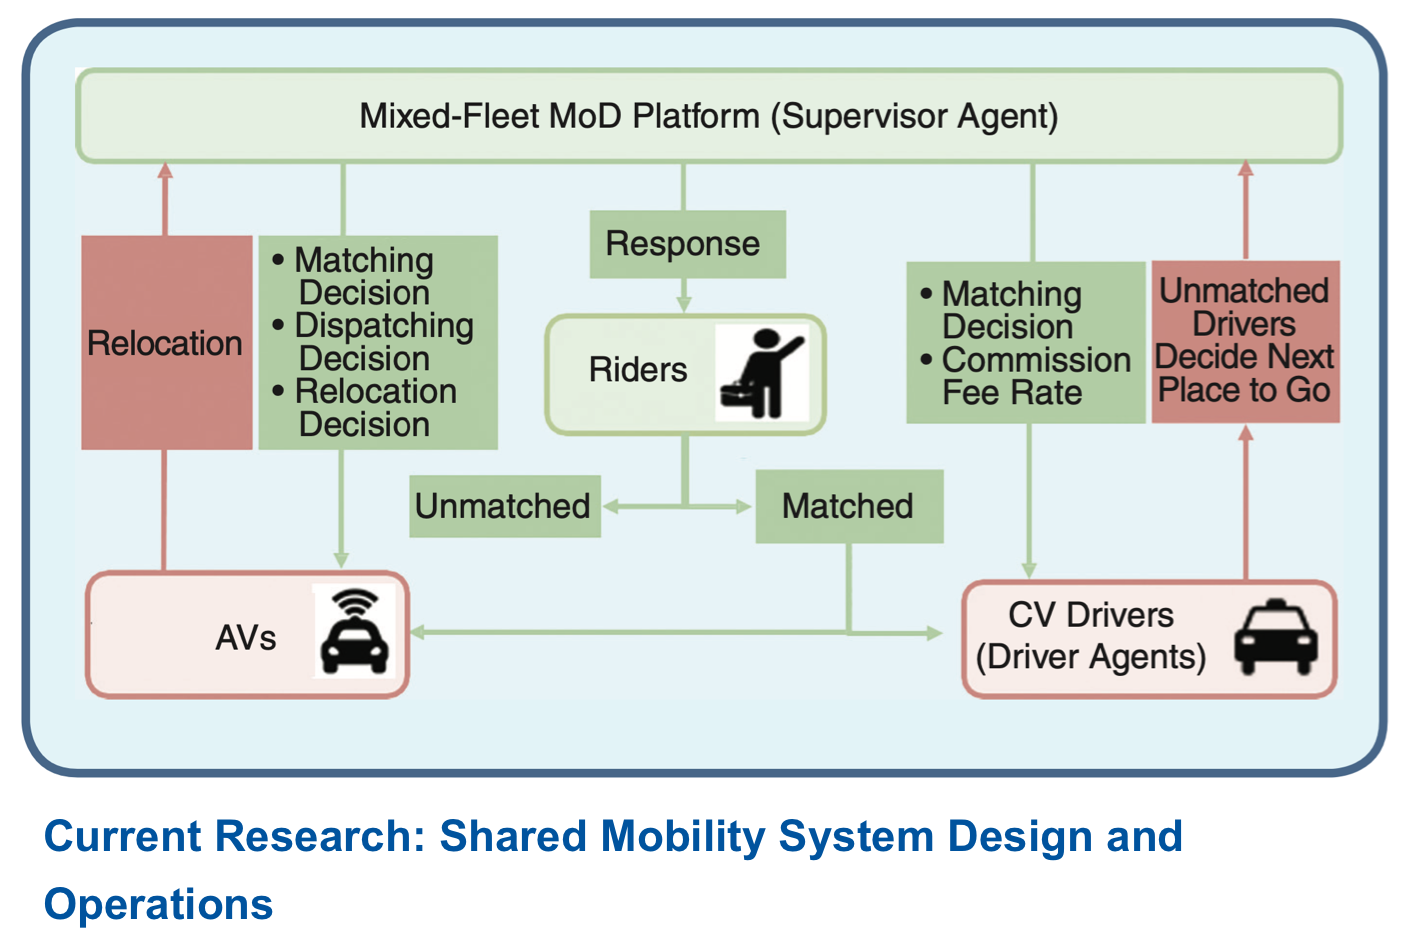 Mixed-Fleet MoD Platform (Supervisor Agent)
Relocation
• Matching
Decision
• Dispatching
Decision
• Relocation
Decision
Response
Riders
Unmatched
Matched
• Matching
Decision
• Commission
Fee Rate
Unmatched
Drivers
Decide Next
Place to Go
AVs
CV Drivers
(Driver Agents)
Current Research: Shared Mobility System Design and
Operations